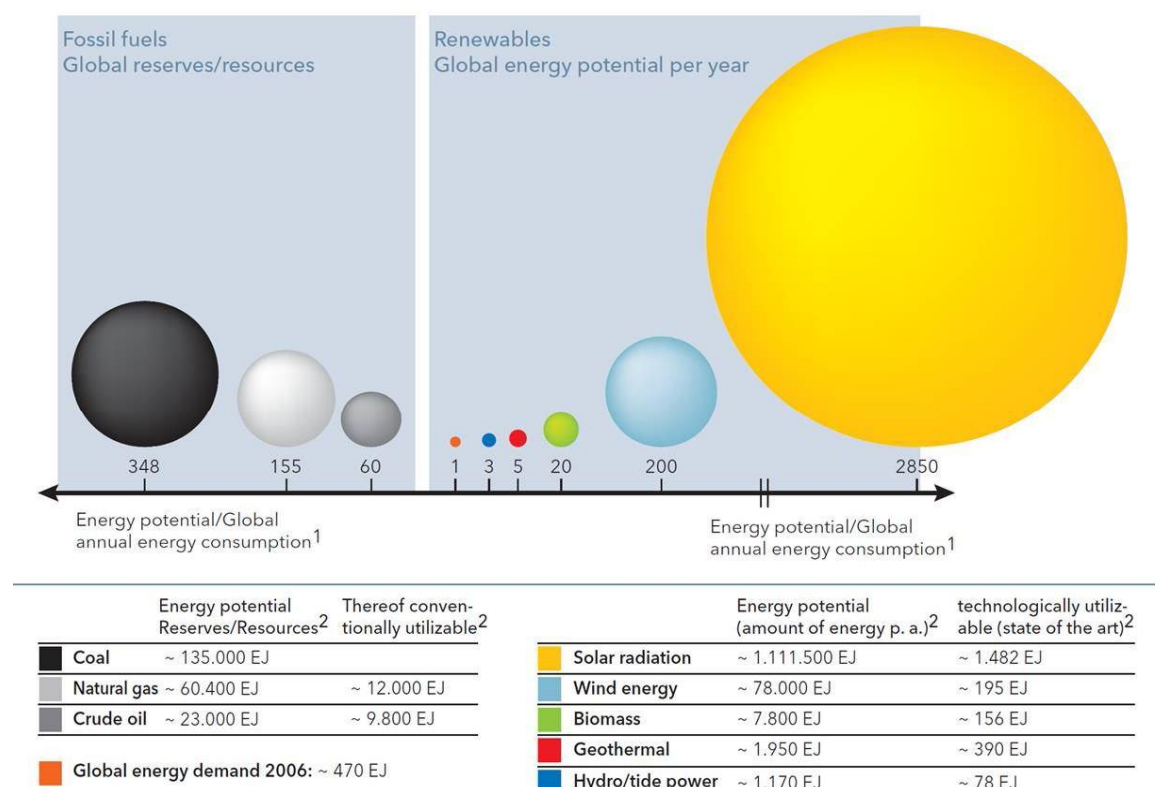 Fossil fuels
Global reserves/resources
Renewables
Global energy potential per year
348 155 60 1 3 5 20 200 2850
Energy potential/Global
annual energy consumption1
Energy potential/Global
annual energy consumption1
Energy potential Thereof conven-
Reserves/Resources2 tionally utilizable2
Coal ~ 135.000 EJ
Natural gas ~ 60.400 EJ ~ 12.000 EJ
Crude oil ~ 23.000 EJ ~ 9.800 EJ
Global energy demand 2006: ~ 470 EJ
Energy potential technologically utiliz-
(amount of energy p. a.)2 able (state of the art)2
Solar radiation ~ 1.111.500 EJ ~ 1.482 EJ
Wind energy ~ 78.000 EJ ~ 195 EJ
Biomass ~ 7.800 EJ ~ 156 EJ
Geothermal ~ 1.950 EJ ~ 390 EJ
Hydro/tide power ~ 1.170 EJ ~ 78 EJ